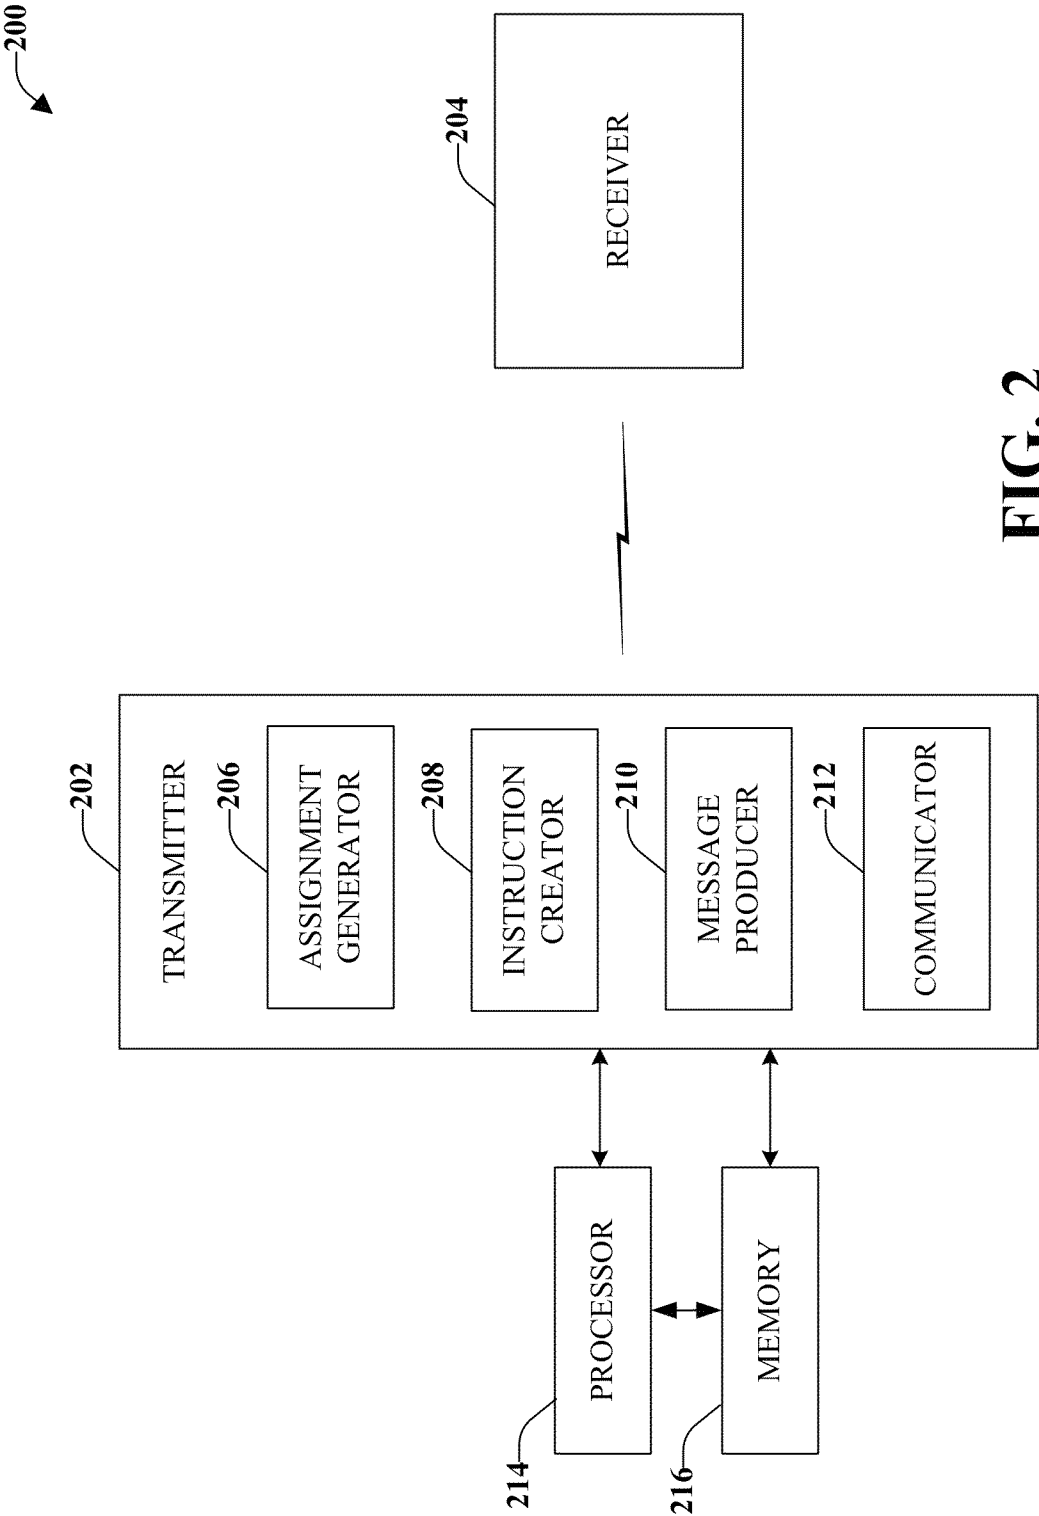 200
202
TRANSMITTER
206
ASSIGNMENT
GENERATOR
208
INSTRUCTION
CREATOR
210
MESSAGE
PRODUCER
212
COMMUNICATOR
204
RECEIVER
214
PROCESSOR
216
MEMORY
FIG. 2